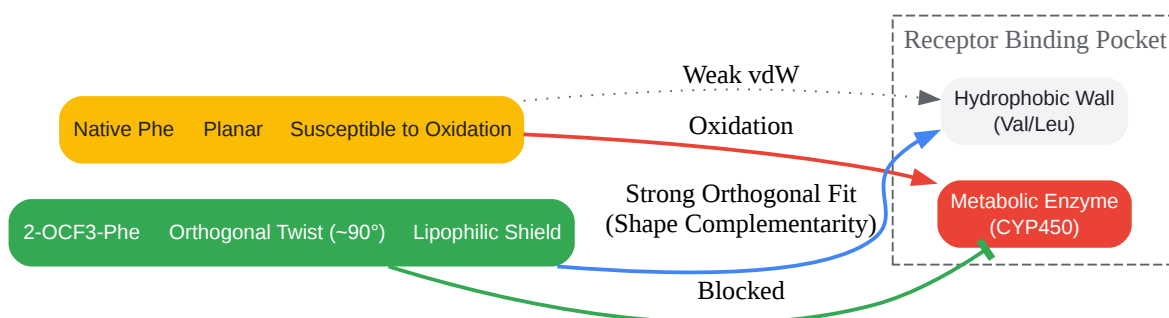 Receptor Binding Pocket
Weak vdW
Hydrophobic Wall
(Val/Leu)
Native Phe Planar Susceptible to Oxidation
Oxidation
Strong Orthogonal Fit
(Shape Complementarity)
Metabolic Enzyme
(CYP450)
2-OCF3-Phe Orthogonal Twist (~90°) Lipophilic Shield
Blocked